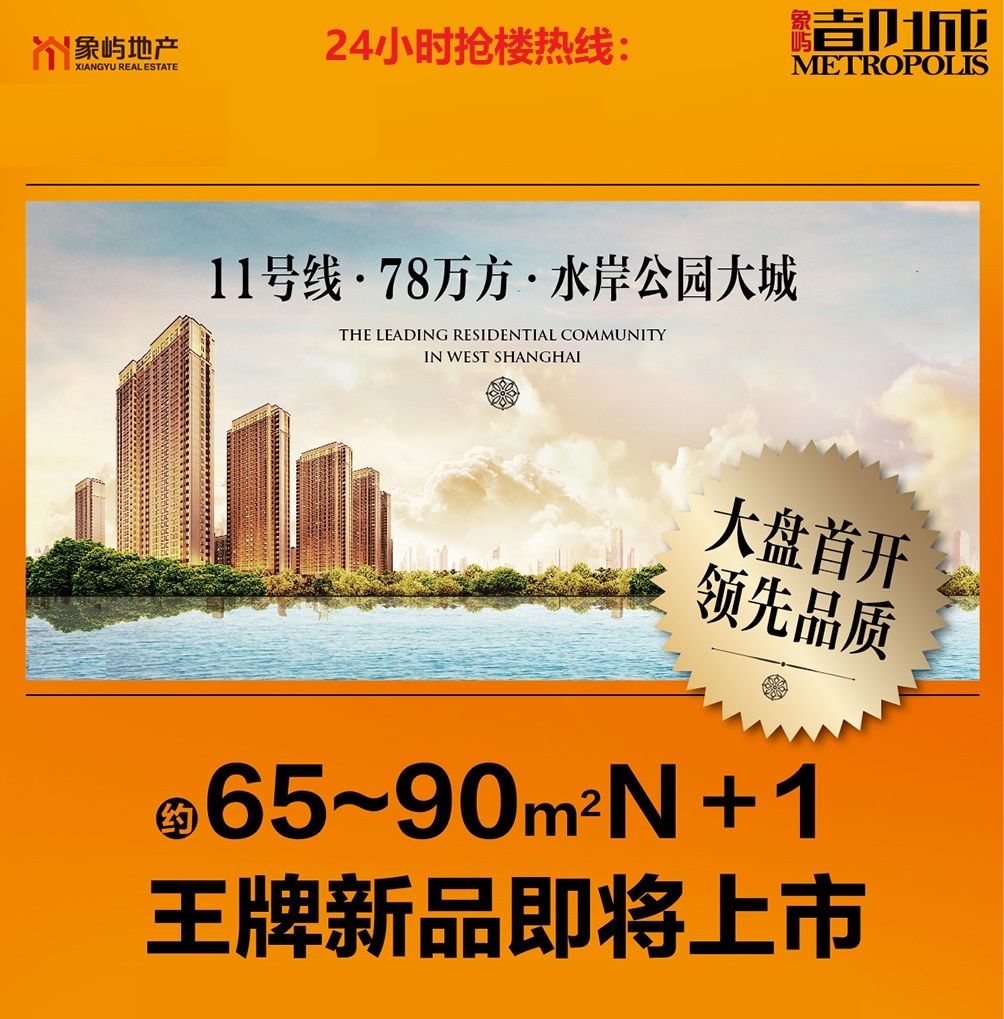 象屿地产
XIANGYU REAL ESTATE
24小时抢楼热线：
象屿都城
METROPOLIS
11号线·78万方·水岸公园大城
THE LEADING RESIDENTIAL COMMUNITY
IN WEST SHANGHAI
大盘首开
领先品质
约65~90m²N+1
王牌新品即将上市